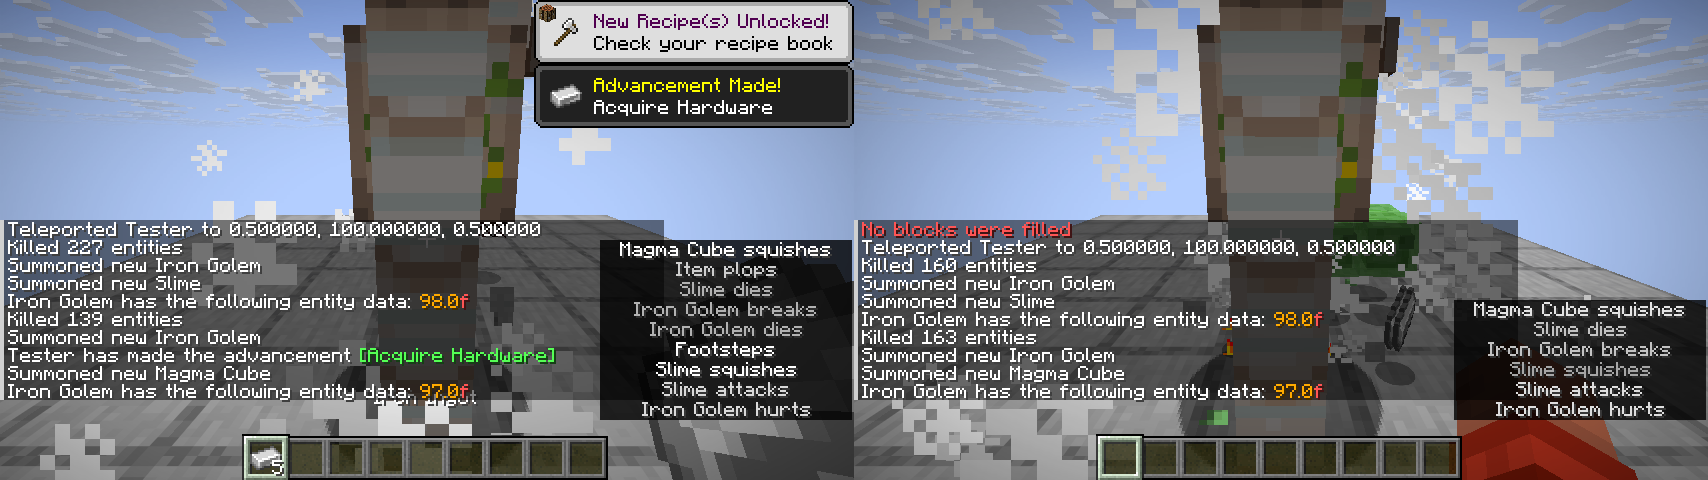 New Recipe(s) Unlocked!
Check your recipe book
Advancement Made!
Acquire Hardware
Teleported Tester to 0.500000, 100.000000, 0.500000
Killed 227 entities
Summoned new Iron Golem
Summoned new Slime
Iron Golem has the following entity data: 98.0f
Killed 139 entities
Summoned new Iron Golem
Tester has made the advancement [Acquire Hardware]
Summoned new Magma Cube
Iron Golem has the following entity data: 97.0f
Magma Cube squishes
Item plops
Slime dies
Iron Golem breaks
Iron Golem dies
Footsteps
Slime squishes
Slime attacks
Iron Golem hurts
5
No blocks were filled
Teleported Tester to 0.500000, 100.000000, 0.500000
Killed 160 entities
Summoned new Iron Golem
Summoned new Slime
Iron Golem has the following entity data: 98.0f
Killed 163 entities
Summoned new Iron Golem
Summoned new Magma Cube
Iron Golem has the following entity data: 97.0f
Magma Cube squishes
Slime dies
Iron Golem breaks
Slime squishes
Slime attacks
Iron Golem hurts